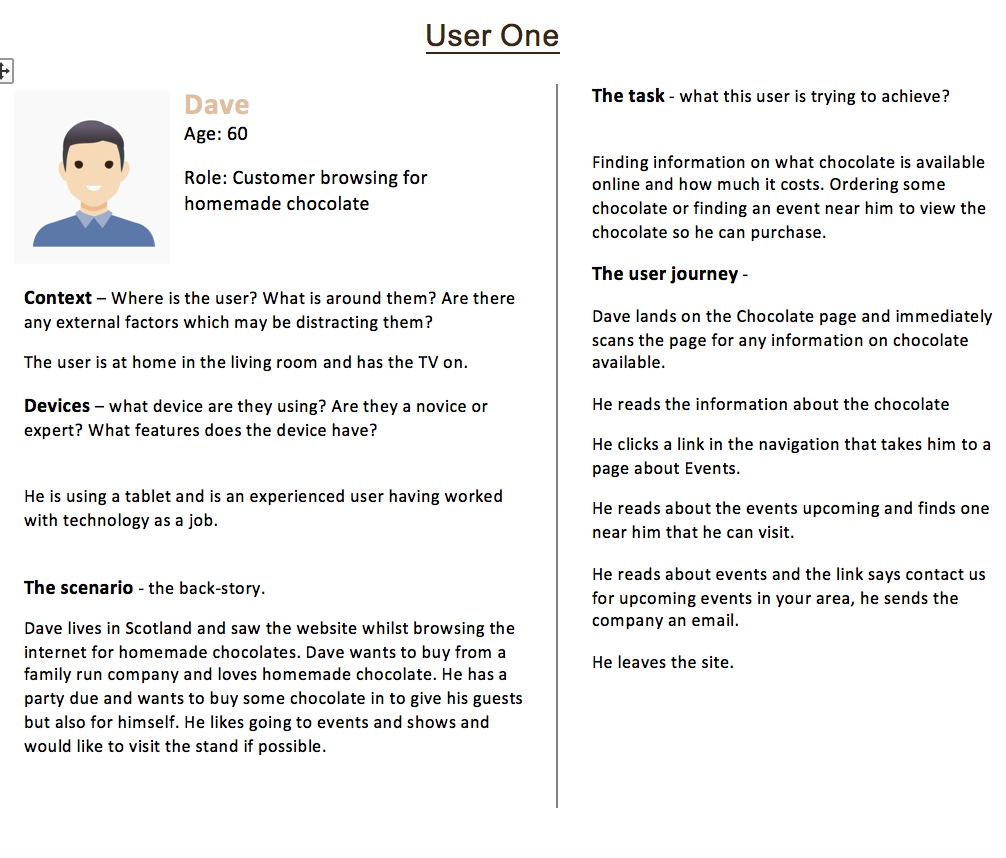 User One
Dave
Age: 60
Role: Customer browsing for
homemade chocolate
Context – Where is the user? What is around them? Are there
any external factors which may be distracting them?
The user is at home in the living room and has the TV on.
Devices – what device are they using? Are they a novice or
expert? What features does the device have?
He is using a tablet and is an experienced user having worked
with technology as a job.
The scenario - the back-story.
Dave lives in Scotland and saw the website whilst browsing the
internet for homemade chocolates. Dave wants to buy from a
family run company and loves homemade chocolate. He has a
party due and wants to buy some chocolate in to give his guests
but also for himself. He likes going to events and shows and
would like to visit the stand if possible.
The task - what this user is trying to achieve?
Finding information on what chocolate is available
online and how much it costs. Ordering some
chocolate or finding an event near him to view the
chocolate so he can purchase.
The user journey -
Dave lands on the Chocolate page and immediately
scans the page for any information on chocolate
available.
He reads the information about the chocolate
He clicks a link in the navigation that takes him to a
page about Events.
He reads about the events upcoming and finds one
near him that he can visit.
He reads about events and the link says contact us
for upcoming events in your area, he sends the
company an email.
He leaves the site.